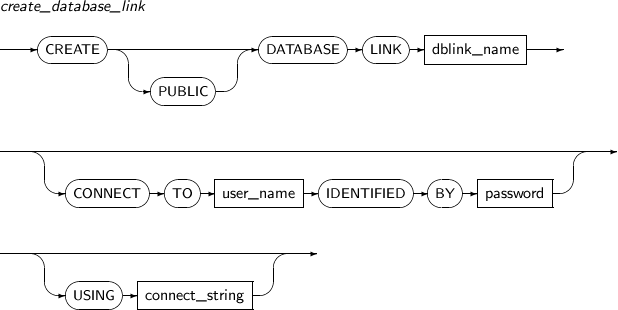 create_database_link
CREATE DATABASE LINK dblink_name
PUBLIC
CONNECT TO user_name IDENTIFIED BY password
USING connect_string